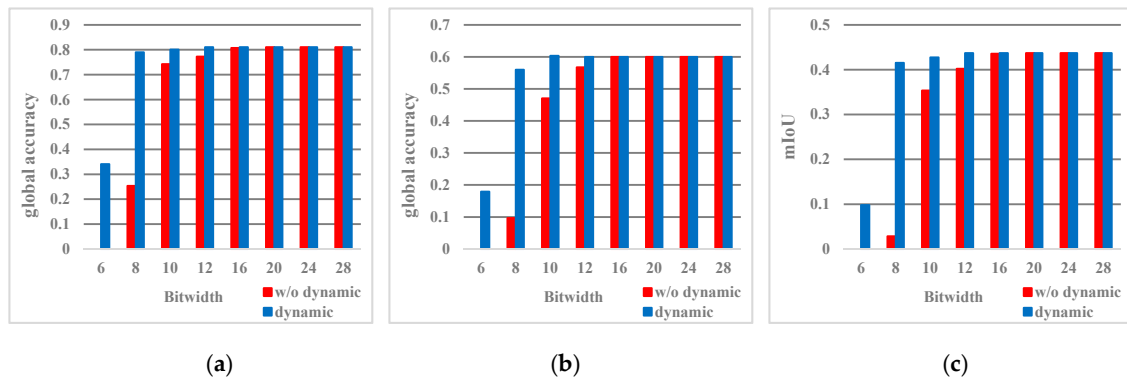 0.9
0.8
0.7
0.6
0.5
0.4
0.3
0.2
0.1
0
global accuracy
6 8 10 12 16 20 24 28
Bitwidth
w/o dynamic
dynamic
(a)
0.7
0.6
0.5
0.4
0.3
0.2
0.1
0
global accuracy
6 8 10 12 16 20 24 28
Bitwidth
w/o dynamic
dynamic
(b)
0.5
0.4
0.3
0.2
0.1
0
mIoU
6 8 10 12 16 20 24 28
Bitwidth
w/o dynamic
dynamic
(c)